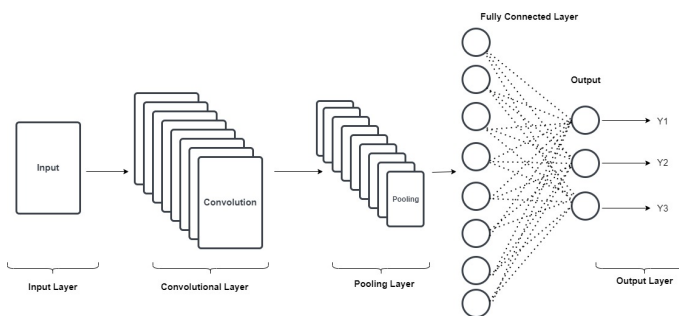 Fully Connected Layer
Output
Input
Convolution
Pooling
Y1
Y2
Y3
Input Layer
Convolutional Layer
Pooling Layer
Output Layer